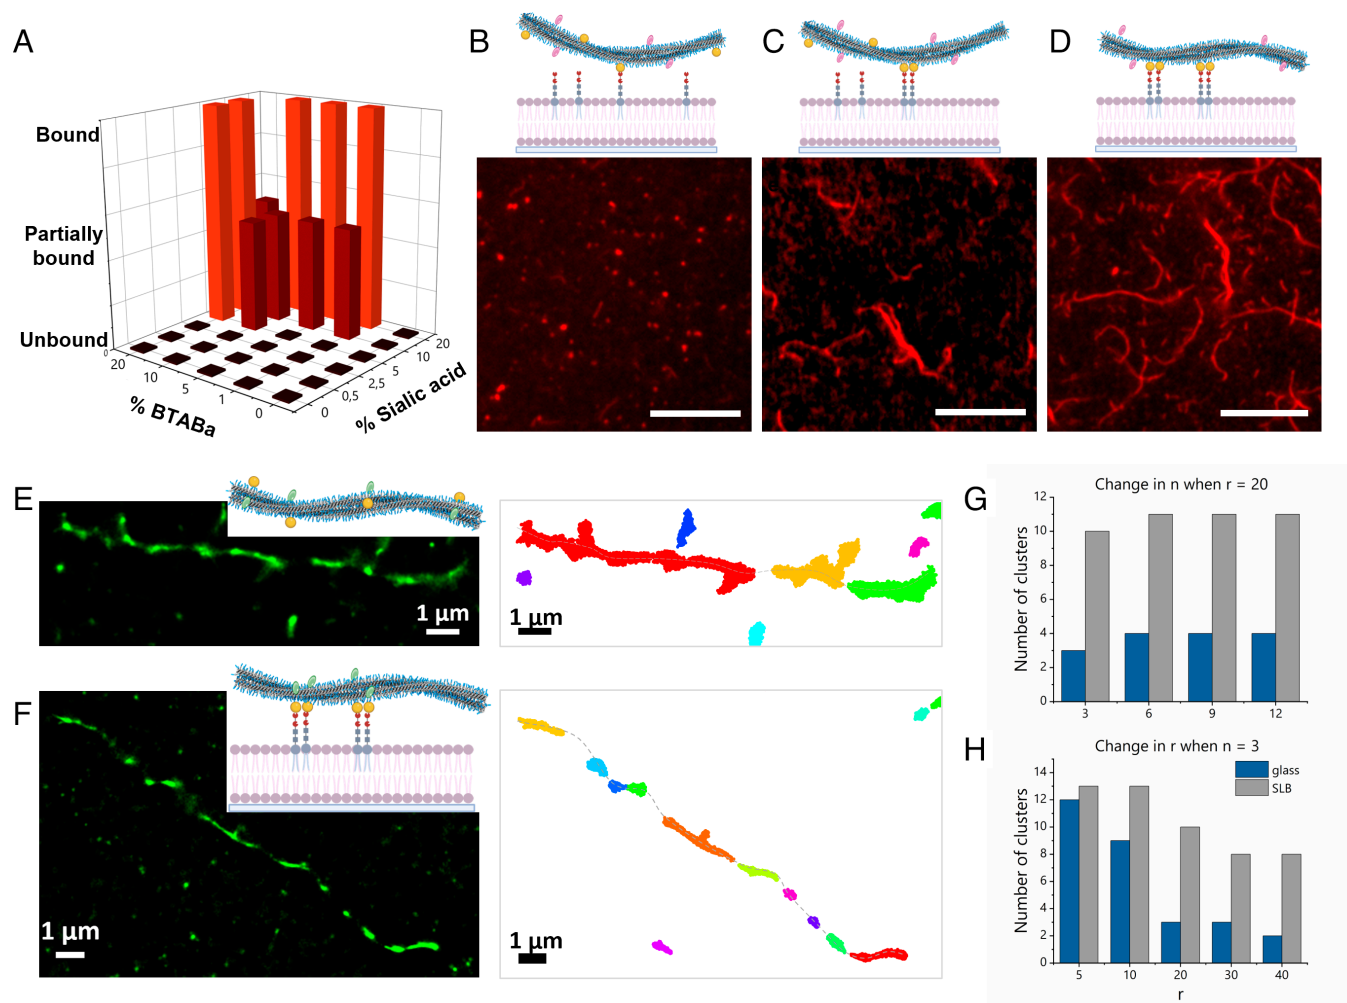 A
Bound
Partially
bound
Unbound
0
20
10
5
1
0
% BTABa
0
0,5
2,5
5
10
20
% Sialic acid
B
C
D
E
1 µm
1 µm
F
1 µm
1 µm
G
Change in n when r = 20
Number of clusters
12
10
8
6
4
2
0
3
6
9
12
H
Change in r when n = 3
glass
SLB
Number of clusters
14
12
10
8
6
4
2
0
5
10
20
30
40
r